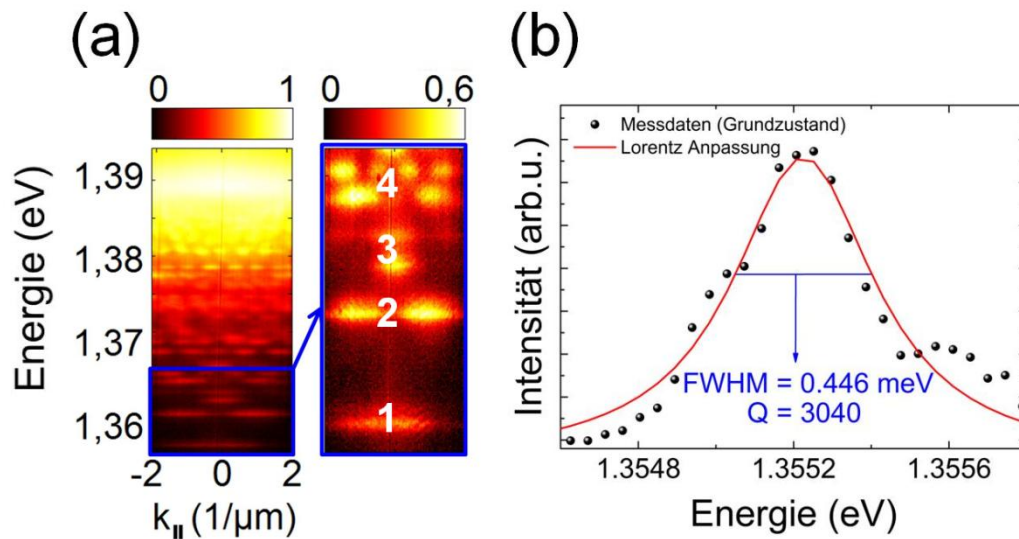 (a)
0 1
0 0,6
Energie (eV)
1,39
1,38
1,37
1,36
-2 0 2
k|| (1/µm)
4
3
2
1
(b)
Messdaten (Grundzustand)
Lorentz Anpassung
Intensität (arb.u.)
FWHM = 0.446 meV
Q = 3040
1.3548 1.3552 1.3556
Energie (eV)